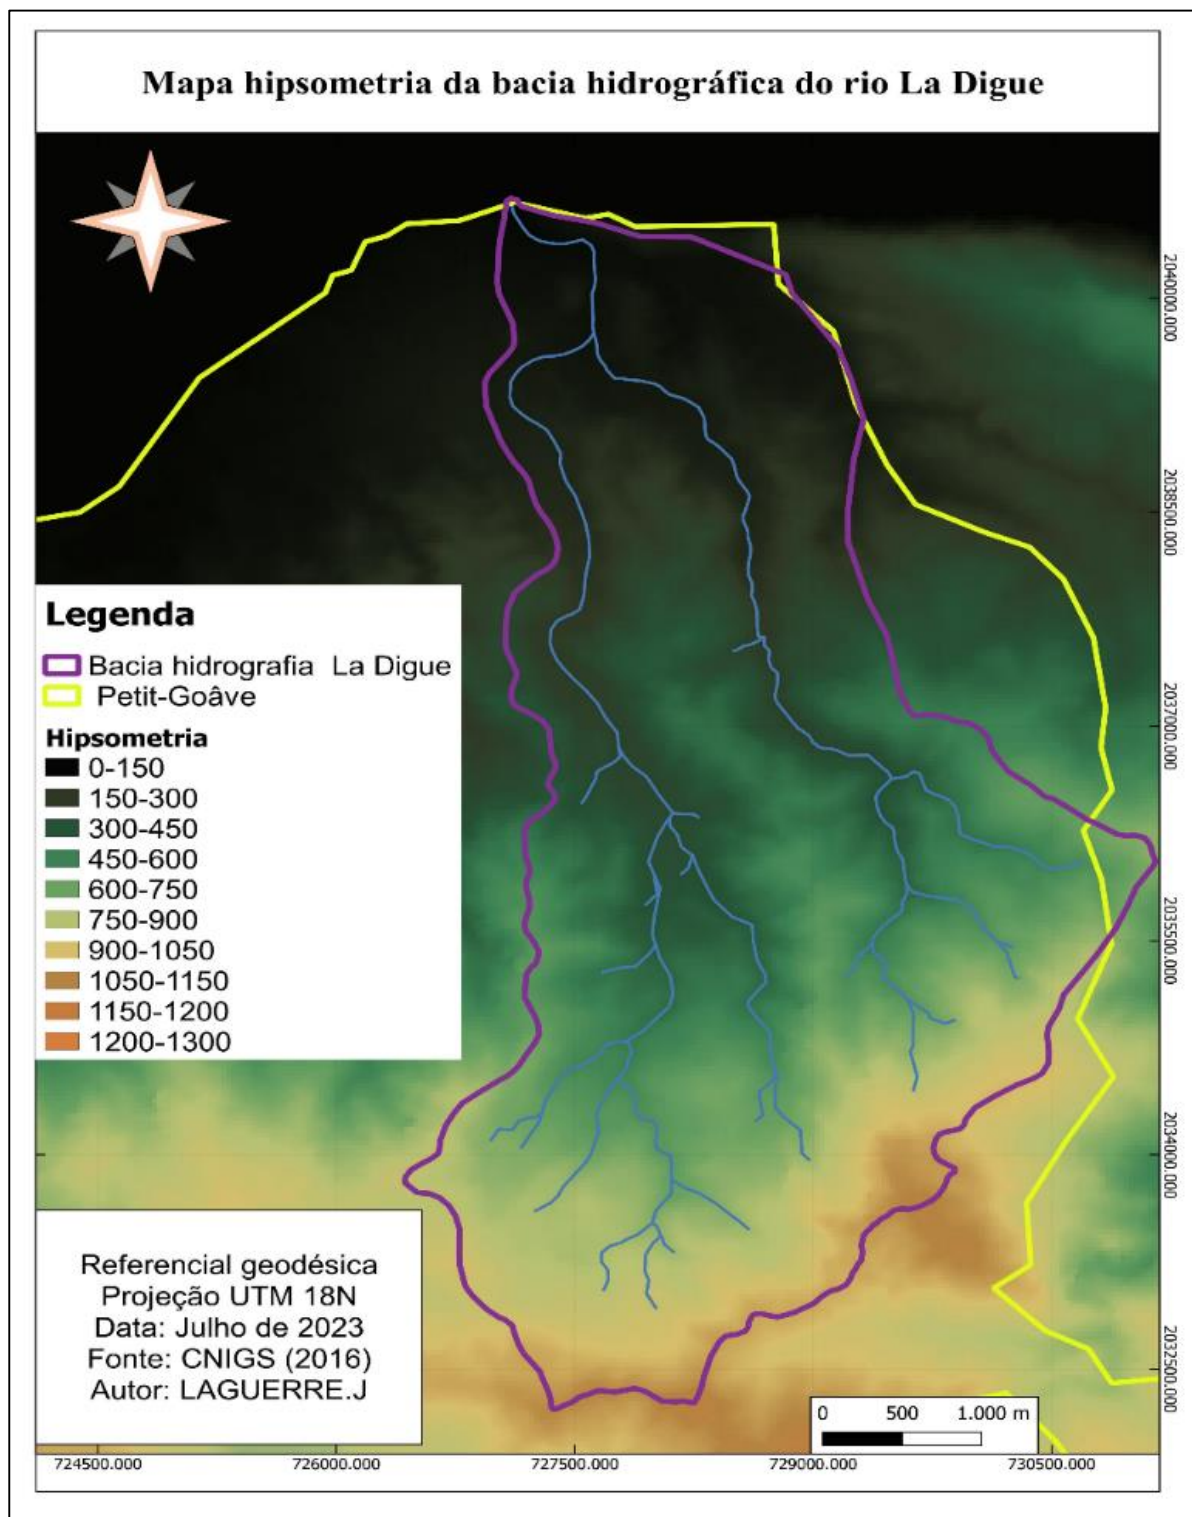 Mapa hipsometria da bacia hidrográfica do rio La Digue
2040000.000
2038500.000
2037000.000
2035500.000
2034000.000
2032500.000
Legenda
Bacia hidrografia La Digue
Petit-Goâve
Hipsometria
0-150
150-300
300-450
450-600
600-750
750-900
900-1050
1050-1150
1150-1200
1200-1300
Referencial geodésica
Projeção UTM 18N
Data: Julho de 2023
Fonte: CNIGS (2016)
Autor: LAGUERRE.J
0 500 1.000 m
724500.000 726000.000 727500.000 729000.000 730500.000